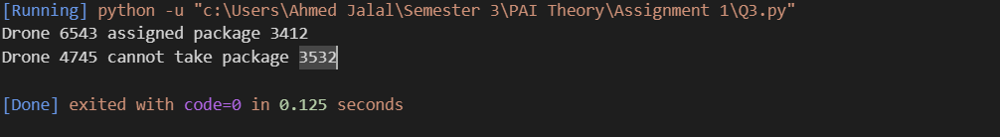 [Running] python -u "c:\Users\Ahmed Jalal\Semester 3\PAI Theory\Assignment 1\Q3.py"
Drone 6543 assigned package 3412
Drone 4745 cannot take package 3532
[Done] exited with code=0 in 0.125 seconds